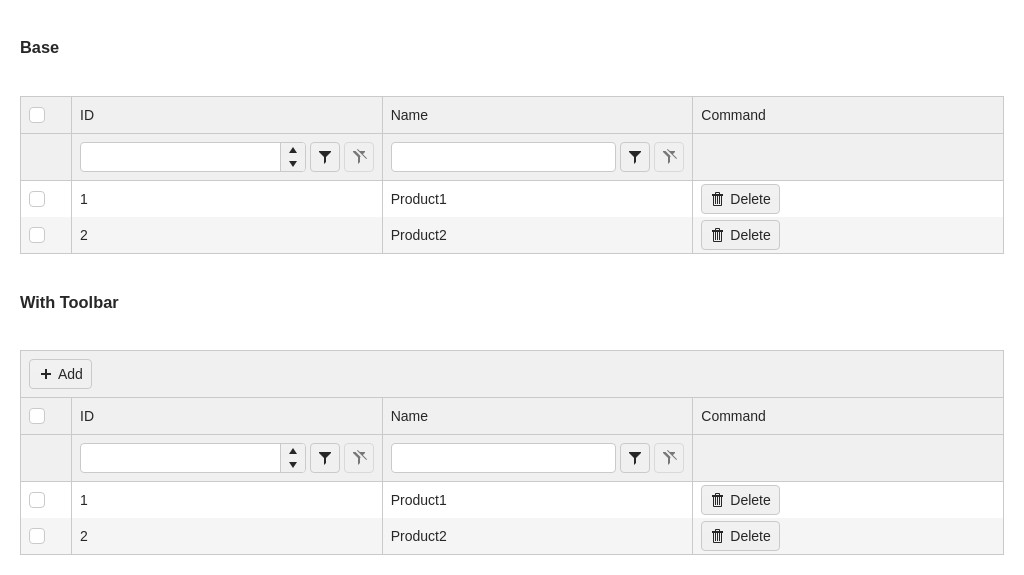 Base
ID Name Command
1 Product1 Delete
2 Product2 Delete
With Toolbar
Add
ID Name Command
1 Product1 Delete
2 Product2 Delete